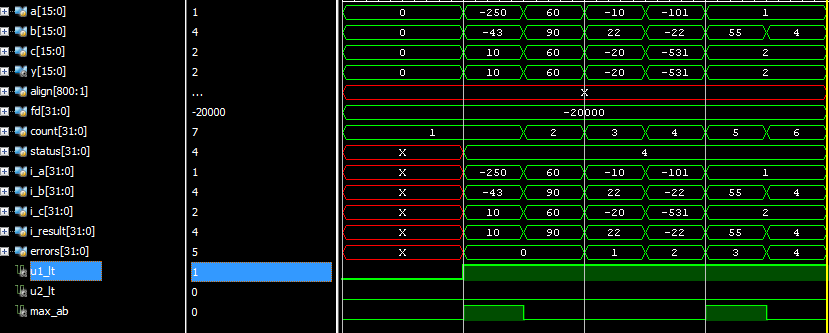 a[15:0] 1 0 -250 60 -10 -101 1
b[15:0] 4 0 -43 90 22 -22 55 4
c[15:0] 2 0 10 60 -20 -531 2
y[15:0] 2 0 10 60 -20 -531 2
align[800:1] ... X
fd[31:0] -20000 -20000
count[31:0] 7 1 2 3 4 5 6
status[31:0] 4 X 4
i_a[15:0] 1 X -250 60 -10 -101 1
i_b[15:0] 4 X -43 90 22 -22 55 4
i_c[15:0] 2 X 10 60 -20 -531 2
i_result[15:0] 4 X 10 90 22 -22 55 4
errors[31:0] 5 X 0 1 2 3 4
u1_lt 1
u2_lt 0
max_ab 0